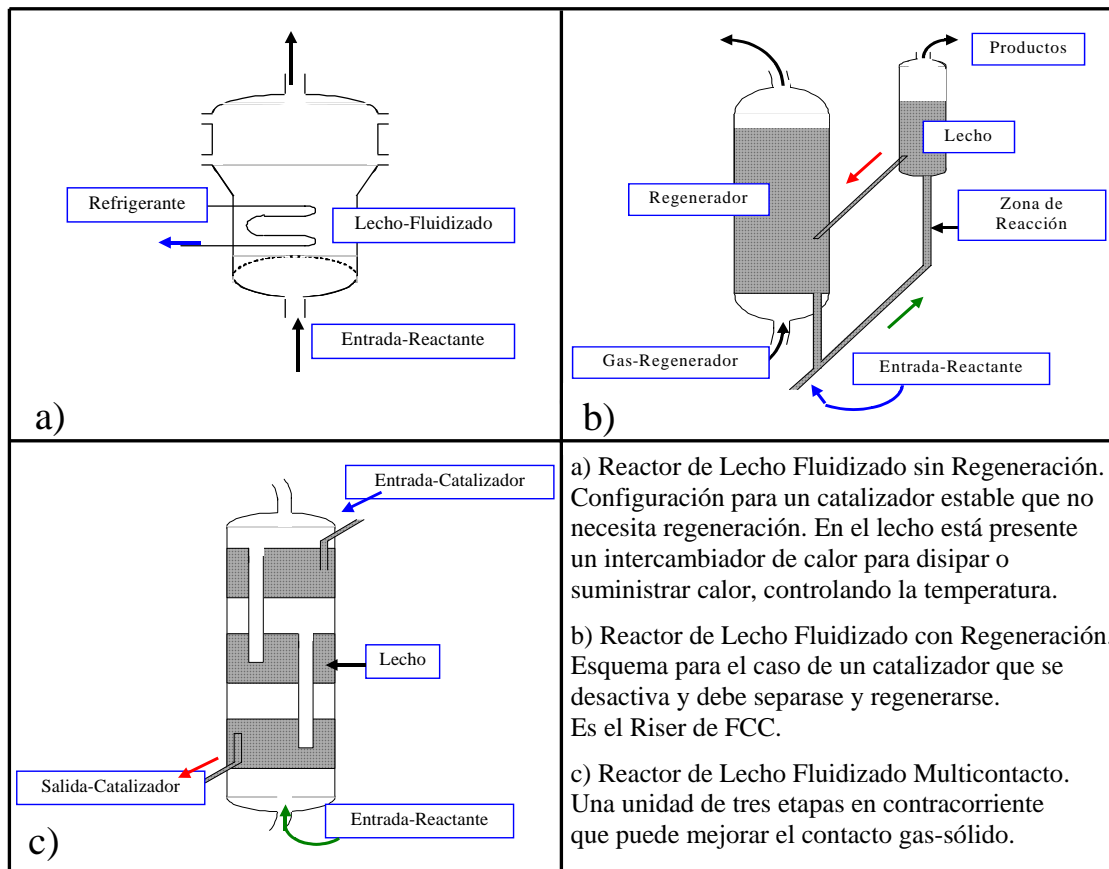 Refrigerante
Lecho-Fluidizado
Entrada-Reactante
a)
Productos
Lecho
Regenerador
Zona de
Reacción
Gas-Regenerador
Entrada-Reactante
b)
Entrada-Catalizador
Lecho
Salida-Catalizador
Entrada-Reactante
c)
a) Reactor de Lecho Fluidizado sin Regeneración.
Configuración para un catalizador estable que no
necesita regeneración. En el lecho está presente
un intercambiador de calor para disipar o
suministrar calor, controlando la temperatura.
b) Reactor de Lecho Fluidizado con Regeneración.
Esquema para el caso de un catalizador que se
desactiva y debe separase y regenerarse.
Es el Riser de FCC.
c) Reactor de Lecho Fluidizado Multicontacto.
Una unidad de tres etapas en contracorriente
que puede mejorar el contacto gas-sólido.